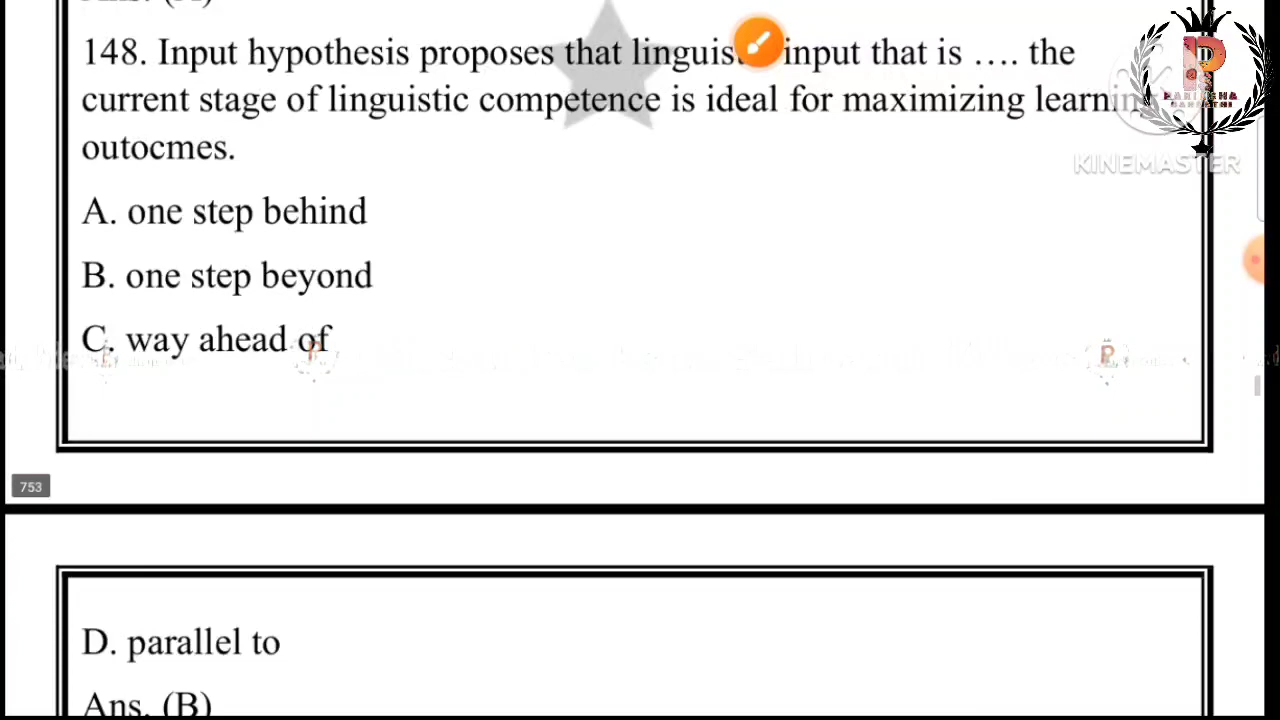 148. Input hypothesis proposes that linguis input that is …. the
current stage of linguistic competence is ideal for maximizing learning
outocmes.
A. one step behind
B. one step beyond
C. way ahead of
D. parallel to
Ans. (B)
KINEMASTER
753